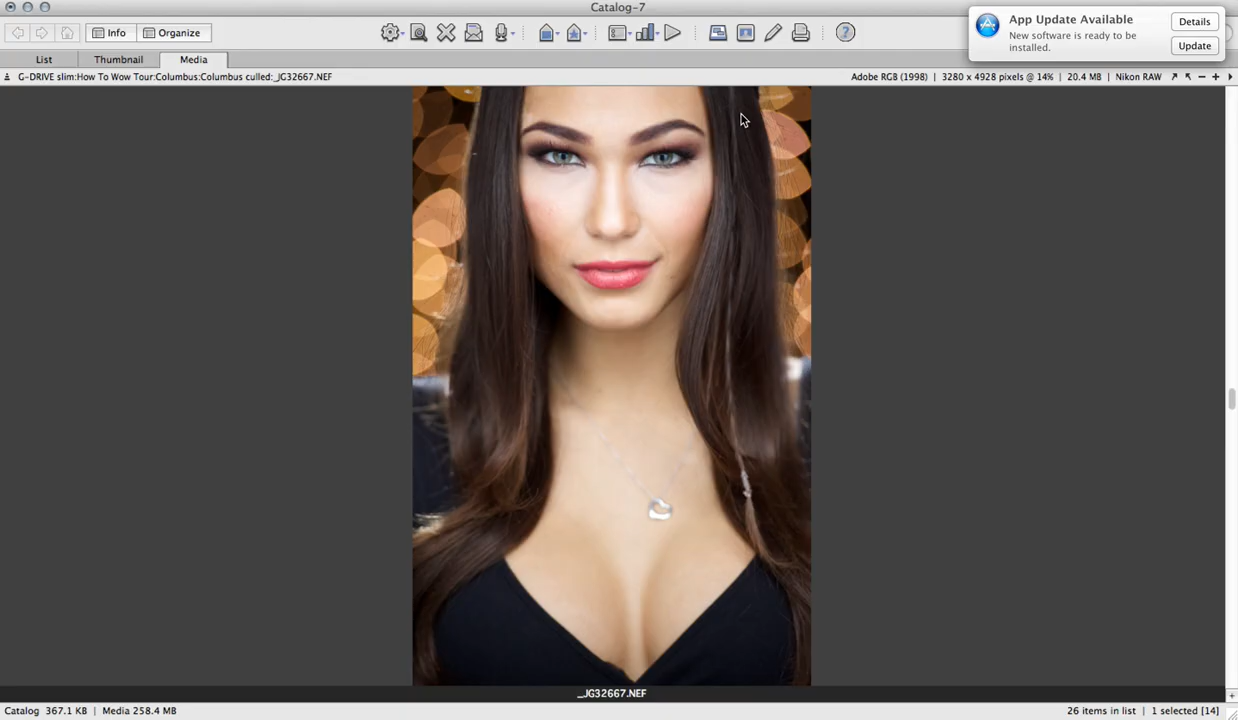 Catalog-7
Info
Organize
App Update Available
New software is ready to be
installed.
Details
Update
List
Thumbnail
Media
G-DRIVE slim:How To Wow Tour:Columbus:Columbus culled:_JG32667.NEF
Adobe RGB (1998) | 3280 x 4928 pixels @ 14% | 20.4 MB | Nikon RAW
_JG32667.NEF
Catalog 367.1 KB | Media 258.4 MB
26 items in list | 1 selected [14]